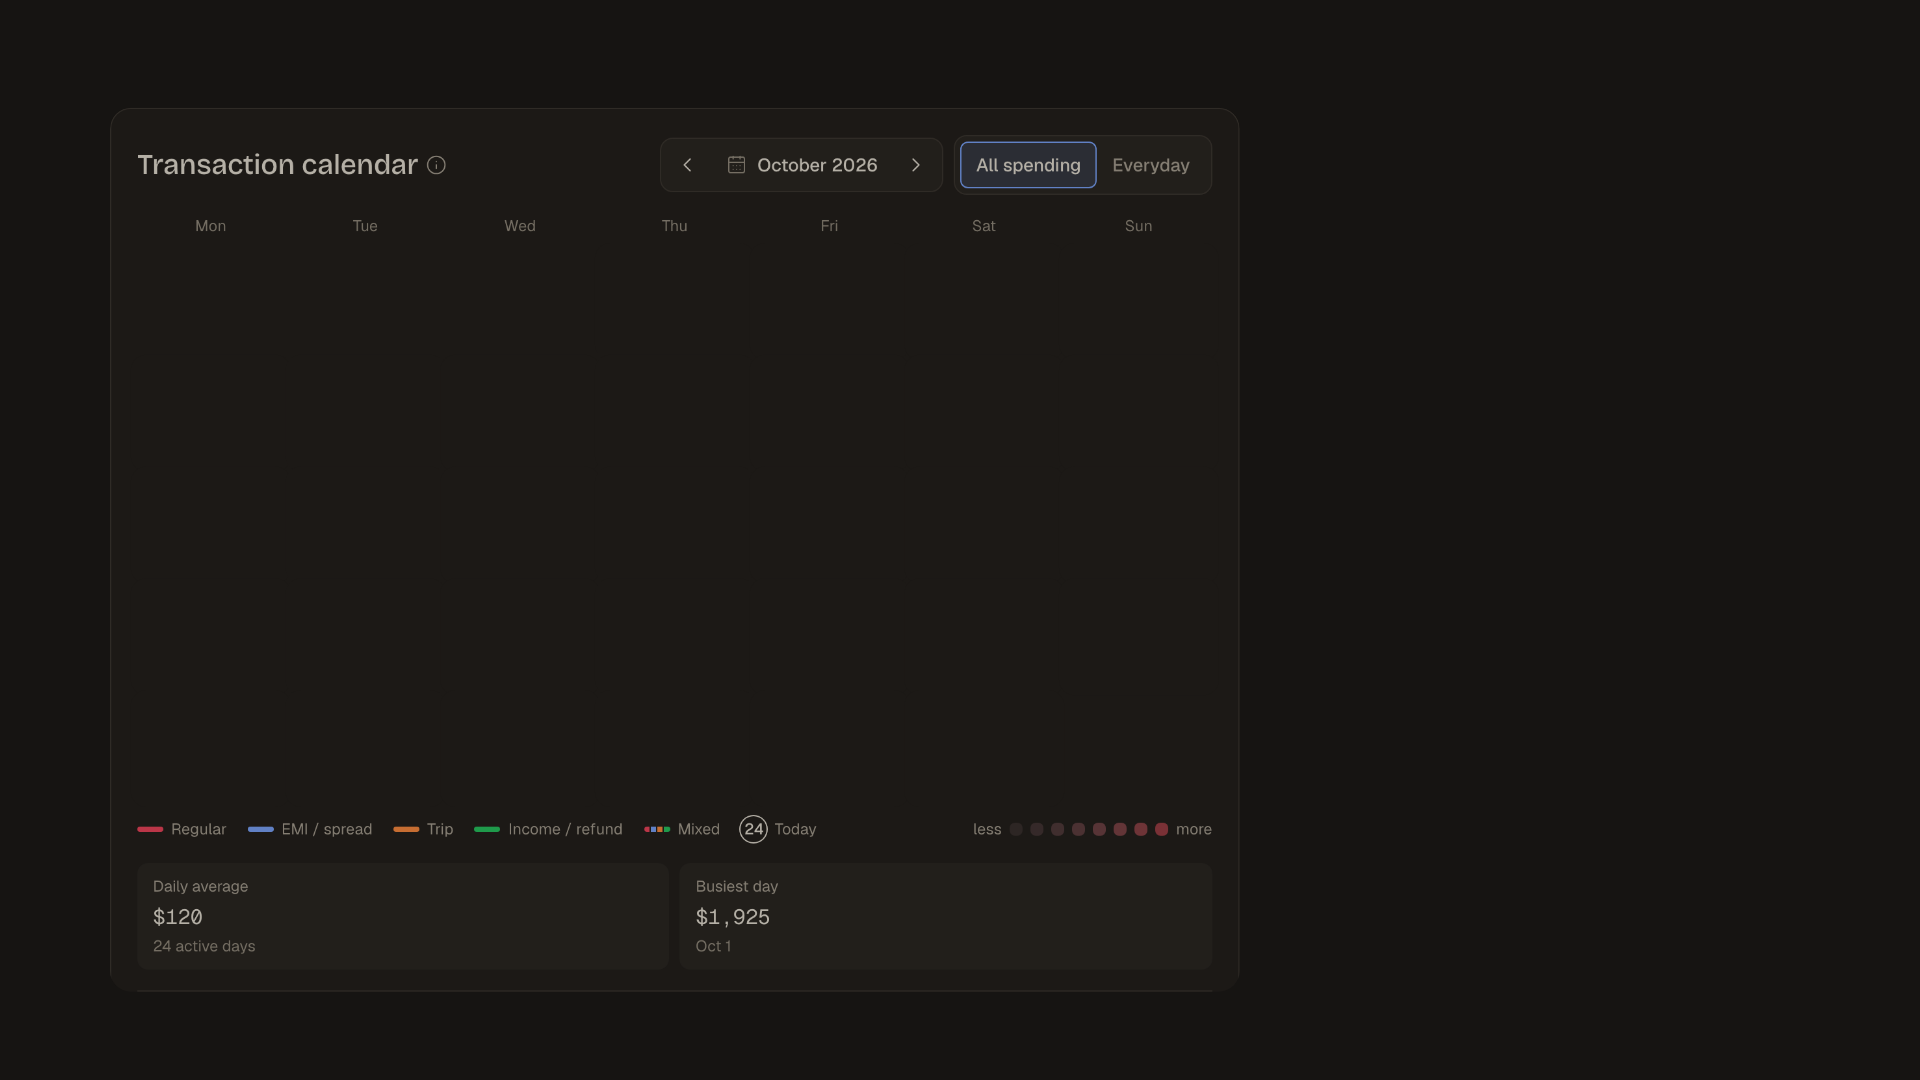 Transaction calendar
October 2026
All spending Everyday
Mon Tue Wed Thu Fri Sat Sun
Regular EMI / spread Trip Income / refund Mixed 24 Today less more
Daily average
$120
24 active days
Busiest day
$1,925
Oct 1